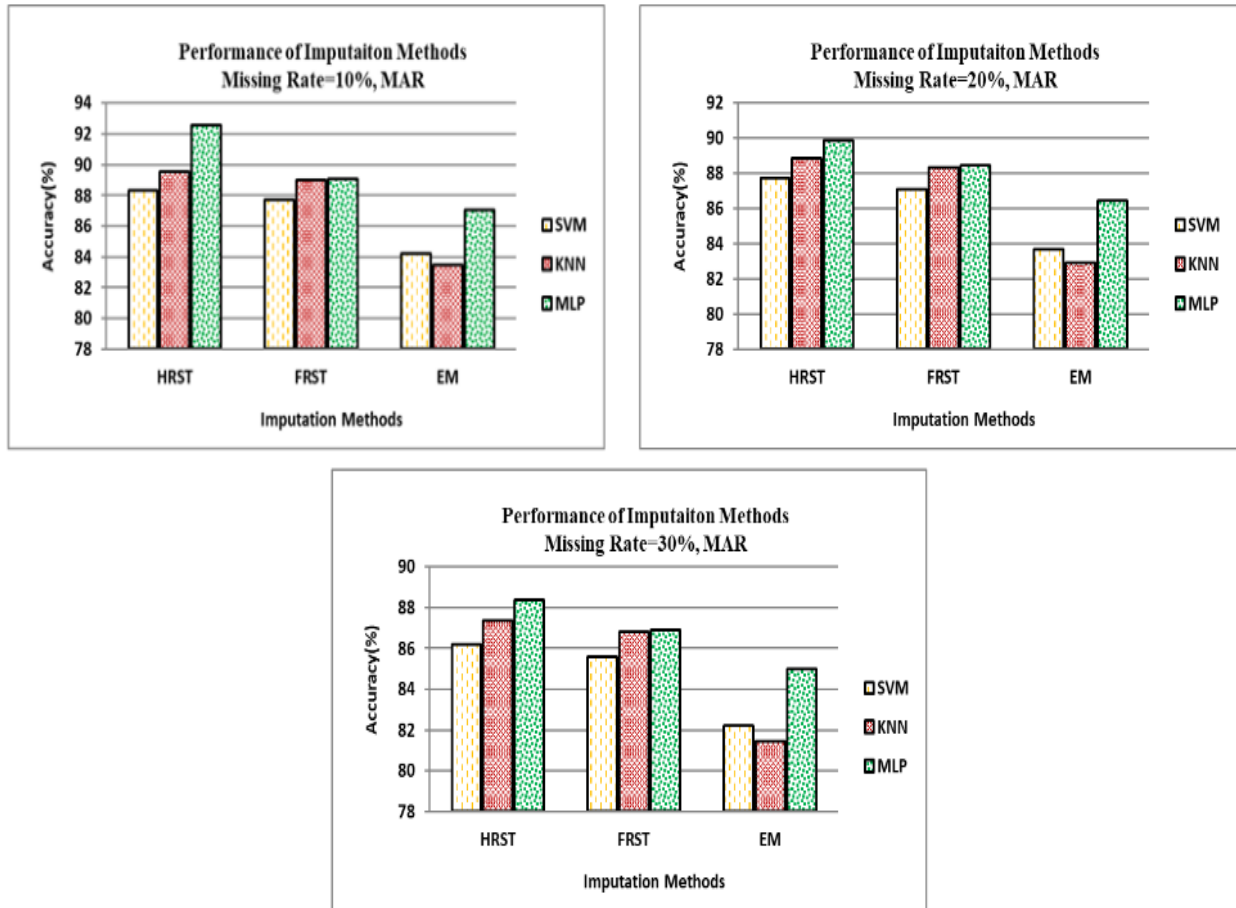 Performance of Imputaiton Methods
Missing Rate=10%, MAR
94
92
90
88
86
84
82
80
78
Accuracy(%)
HRST FRST EM
Imputation Methods
SVM
KNN
MLP
Performance of Imputaiton Methods
Missing Rate=20%, MAR
92
90
88
86
84
82
80
78
Accuracy(%)
HRST FRST EM
Imputation Methods
SVM
KNN
MLP
Performance of Imputaiton Methods
Missing Rate=30%, MAR
90
88
86
84
82
80
78
Accuracy(%)
HRST FRST EM
Imputation Methods
SVM
KNN
MLP